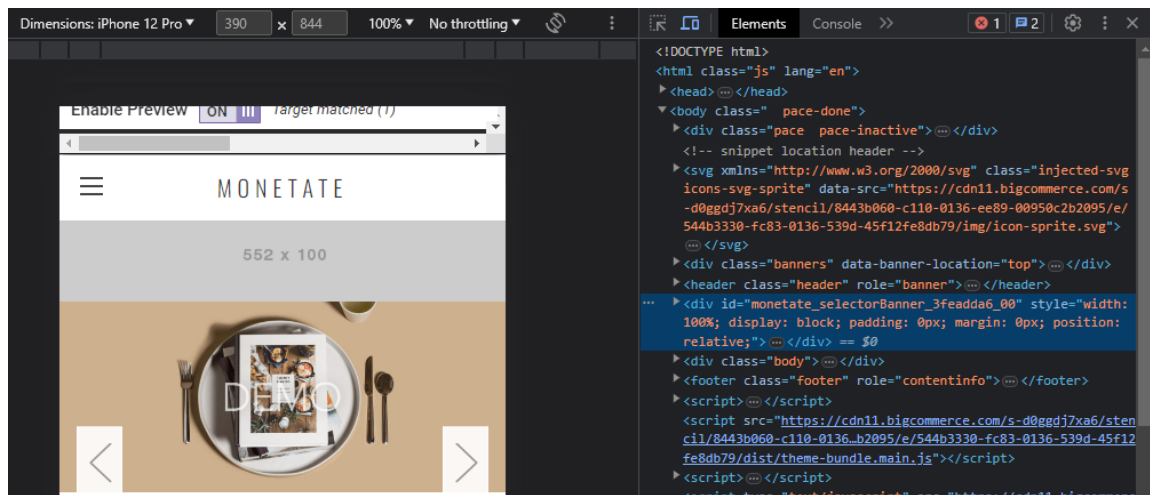 Dimensions: iPhone 12 Pro ▼ 390 x 844 100% ▼ No throttling ▼
Elements Console 1 2
Enable Preview ON Target matched (1)
MONETATE
552 x 100
DEMO
<!DOCTYPE html>
<html class="js" lang="en">
<head>…</head>
<body class="  pace-done">
<div class="pace  pace-inactive">…</div>
<!-- snippet location header -->
<svg xmlns="http://www.w3.org/2000/svg" class="injected-svg
icons-svg-sprite" data-src="https://cdn11.bigcommerce.com/s
-d0ggdj7xa6/stencil/8443b060-c110-0136-ee89-00950c2b2095/e/
544b3330-fc83-0136-539d-45f12fe8db79/img/icon-sprite.svg">
…</svg>
<div class="banners" data-banner-location="top">…</div>
<header class="header" role="banner">…</header>
<div id="monetate_selectorBanner_3feadda6_00" style="width:
100%; display: block; padding: 0px; margin: 0px; position:
relative;">…</div> == $0
<div class="body">…</div>
<footer class="footer" role="contentinfo">…</footer>
<script>…</script>
<script src="https://cdn11.bigcommerce.com/s-d0ggdj7xa6/sten
cil/8443b060-c110-0136…b2095/e/544b3330-fc83-0136-539d-45f12
fe8db79/dist/theme-bundle.main.js"></script>
<script>…</script>